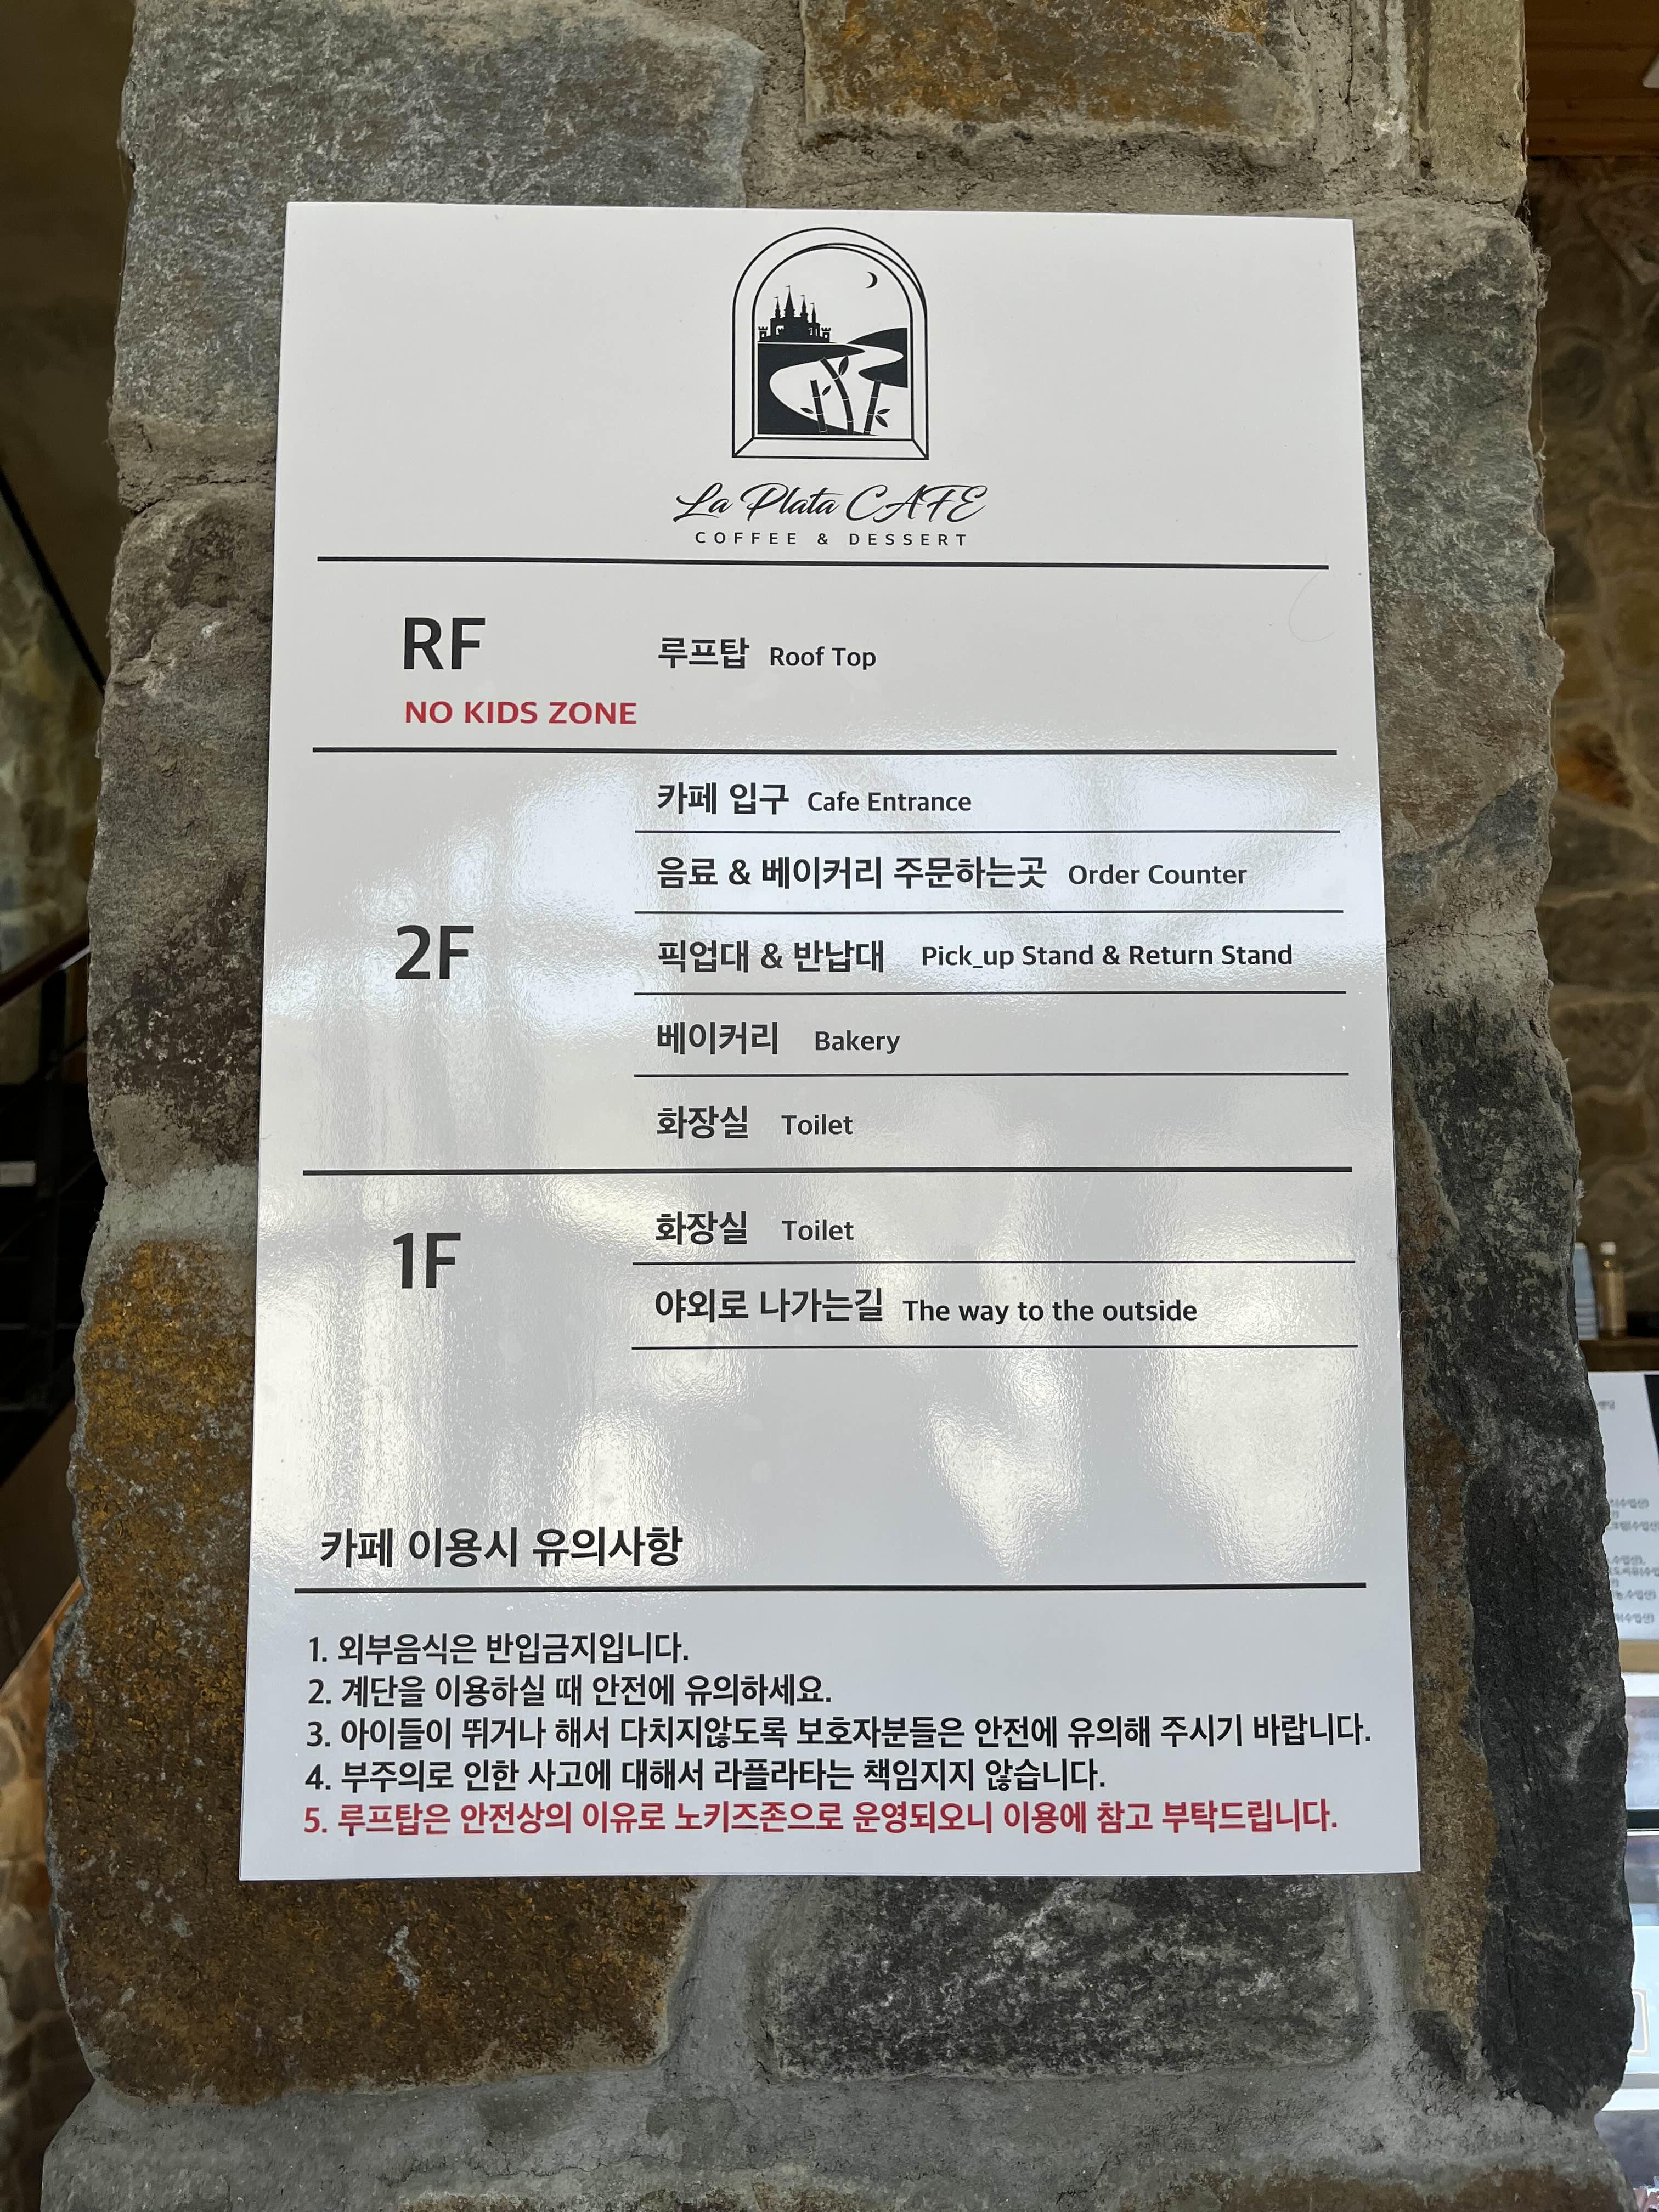 La Plata CAFE
COFFEE & DESSERT
RF
루프탑 Roof Top
NO KIDS ZONE
카페 입구 Cafe Entrance
음료 & 베이커리 주문하는곳 Order Counter
2F
픽업대 & 반납대 Pick_up Stand & Return Stand
베이커리 Bakery
화장실 Toilet
1F
화장실 Toilet
야외로 나가는길 The way to the outside
카페 이용시 유의사항
1. 외부음식은 반입금지입니다.
2. 계단을 이용하실 때 안전에 유의하세요.
3. 아이들이 뛰거나 해서 다치지않도록 보호자분들은 안전에 유의해 주시기 바랍니다.
4. 부주의로 인한 사고에 대해서 라플라타는 책임지지 않습니다.
5. 루프탑은 안전상의 이유로 노키즈존으로 운영되오니 이용에 참고 부탁드립니다.